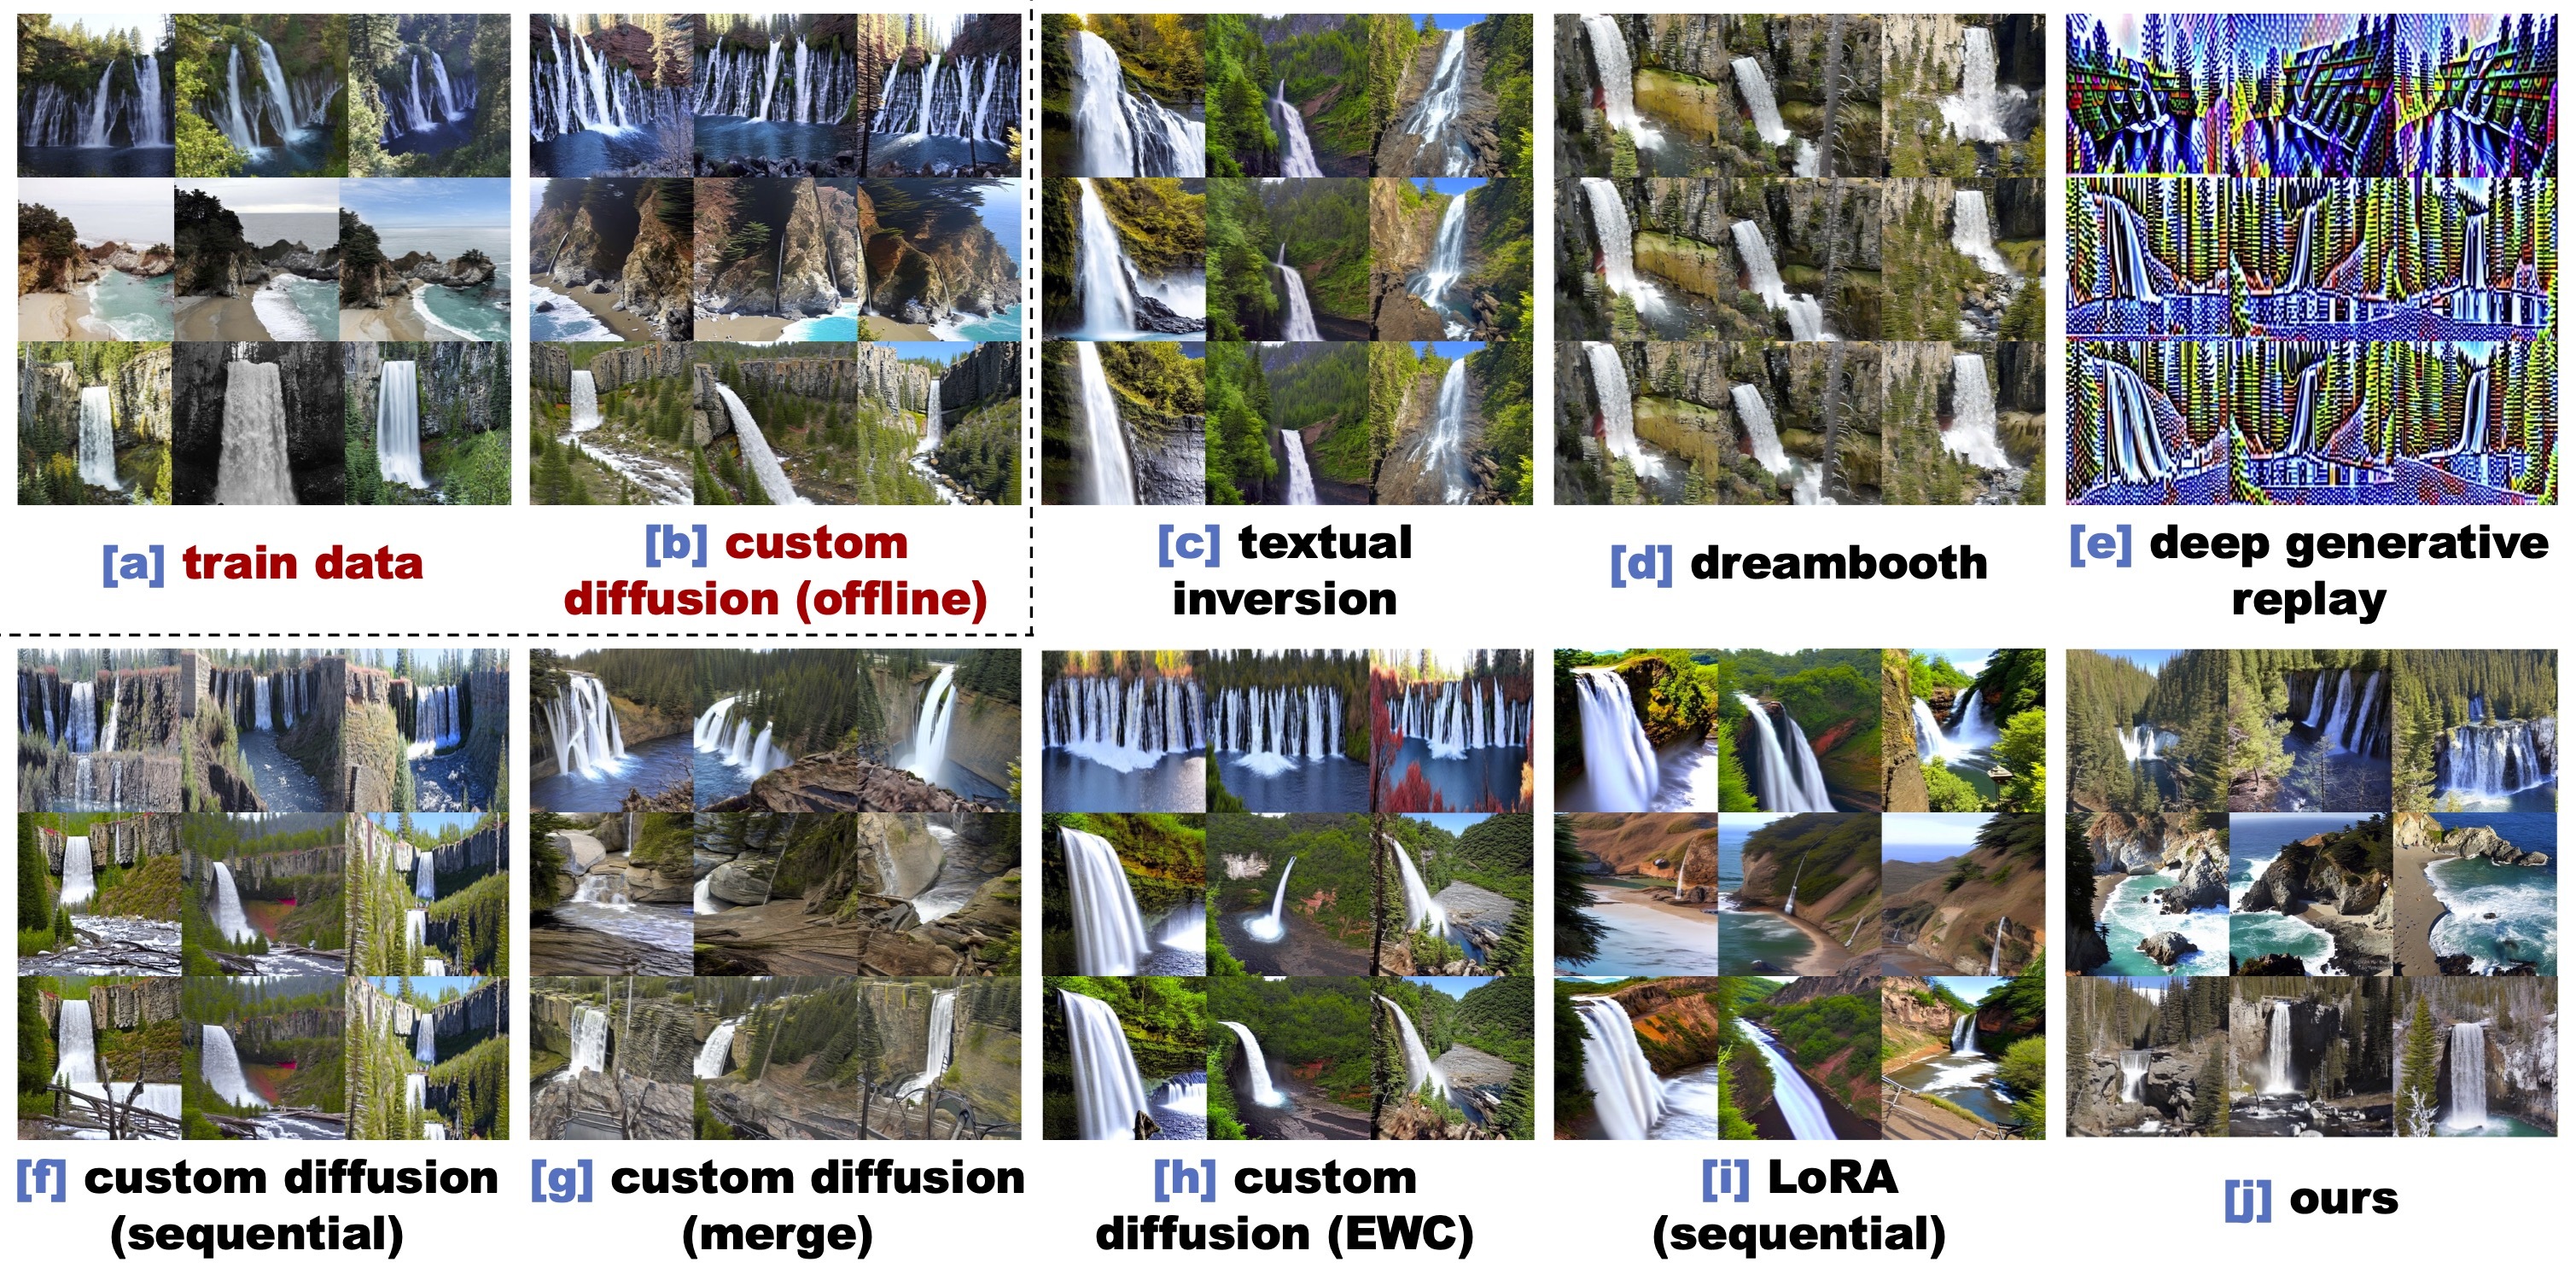 [a] train data
[b] custom
diffusion (offline)
[c] textual
inversion
[d] dreambooth
[e] deep generative
replay
[f] custom diffusion
(sequential)
[g] custom diffusion
(merge)
[h] custom
diffusion (EWC)
[i] LoRA
(sequential)
[j] ours